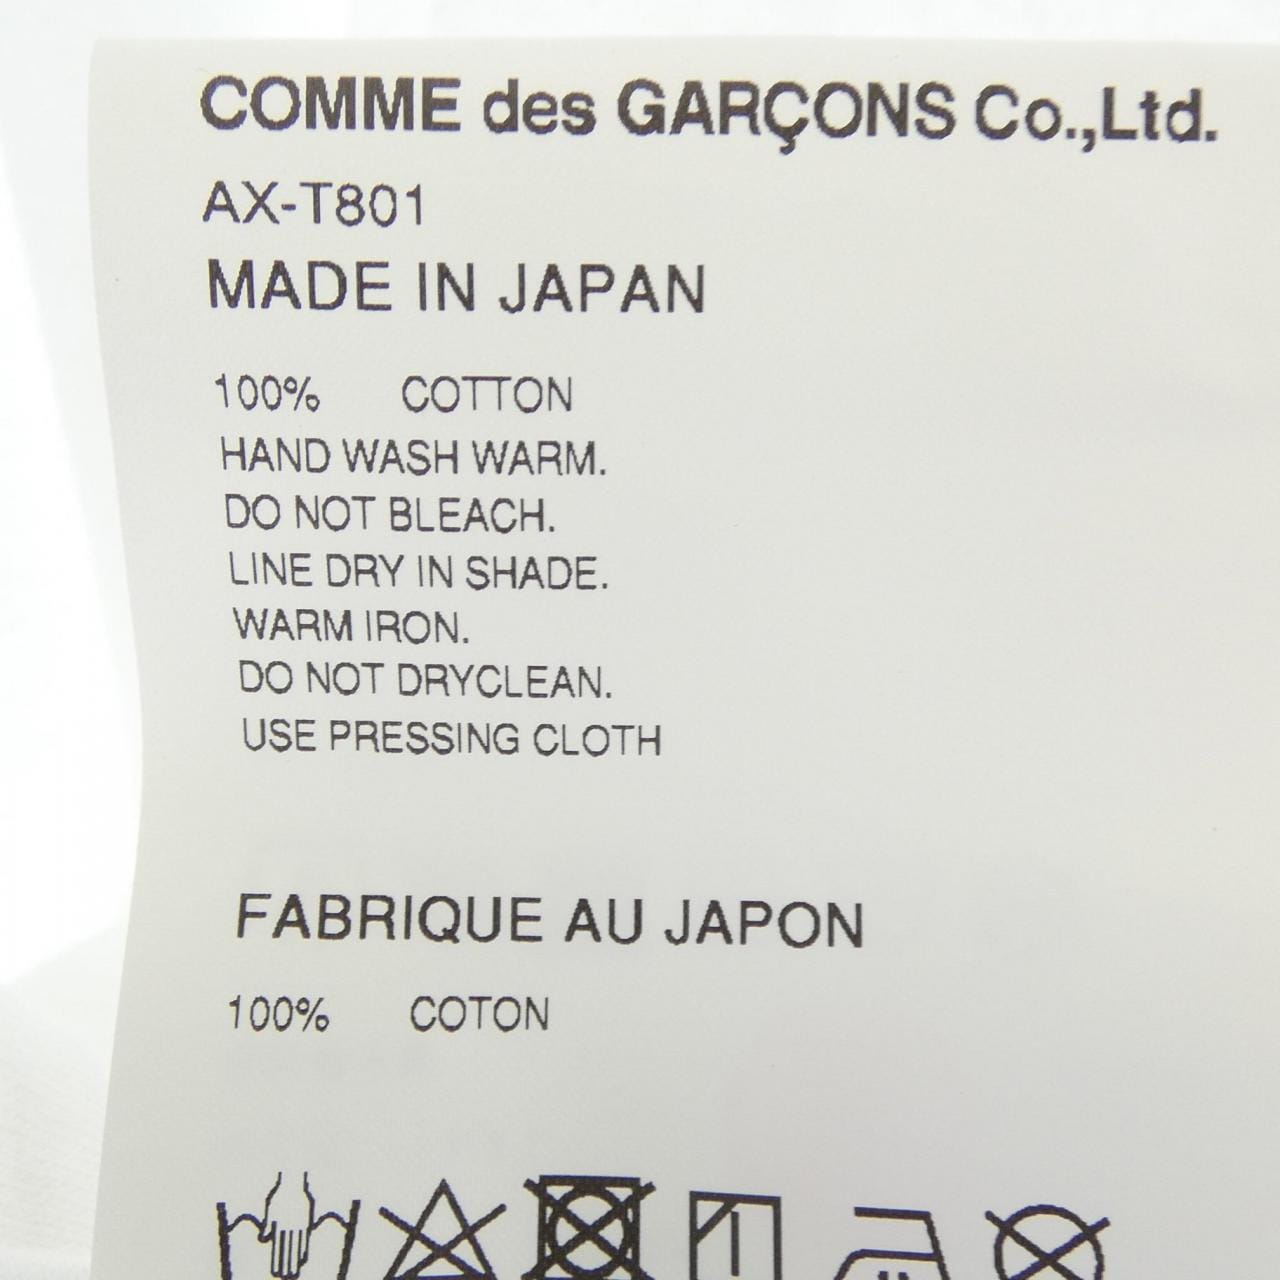 COMME des GARÇONS Co.,Ltd.
AX-T801
MADE IN JAPAN
100% COTTON
HAND WASH WARM.
DO NOT BLEACH.
LINE DRY IN SHADE.
WARM IRON.
DO NOT DRYCLEAN.
USE PRESSING CLOTH
FABRIQUE AU JAPON
100% COTON